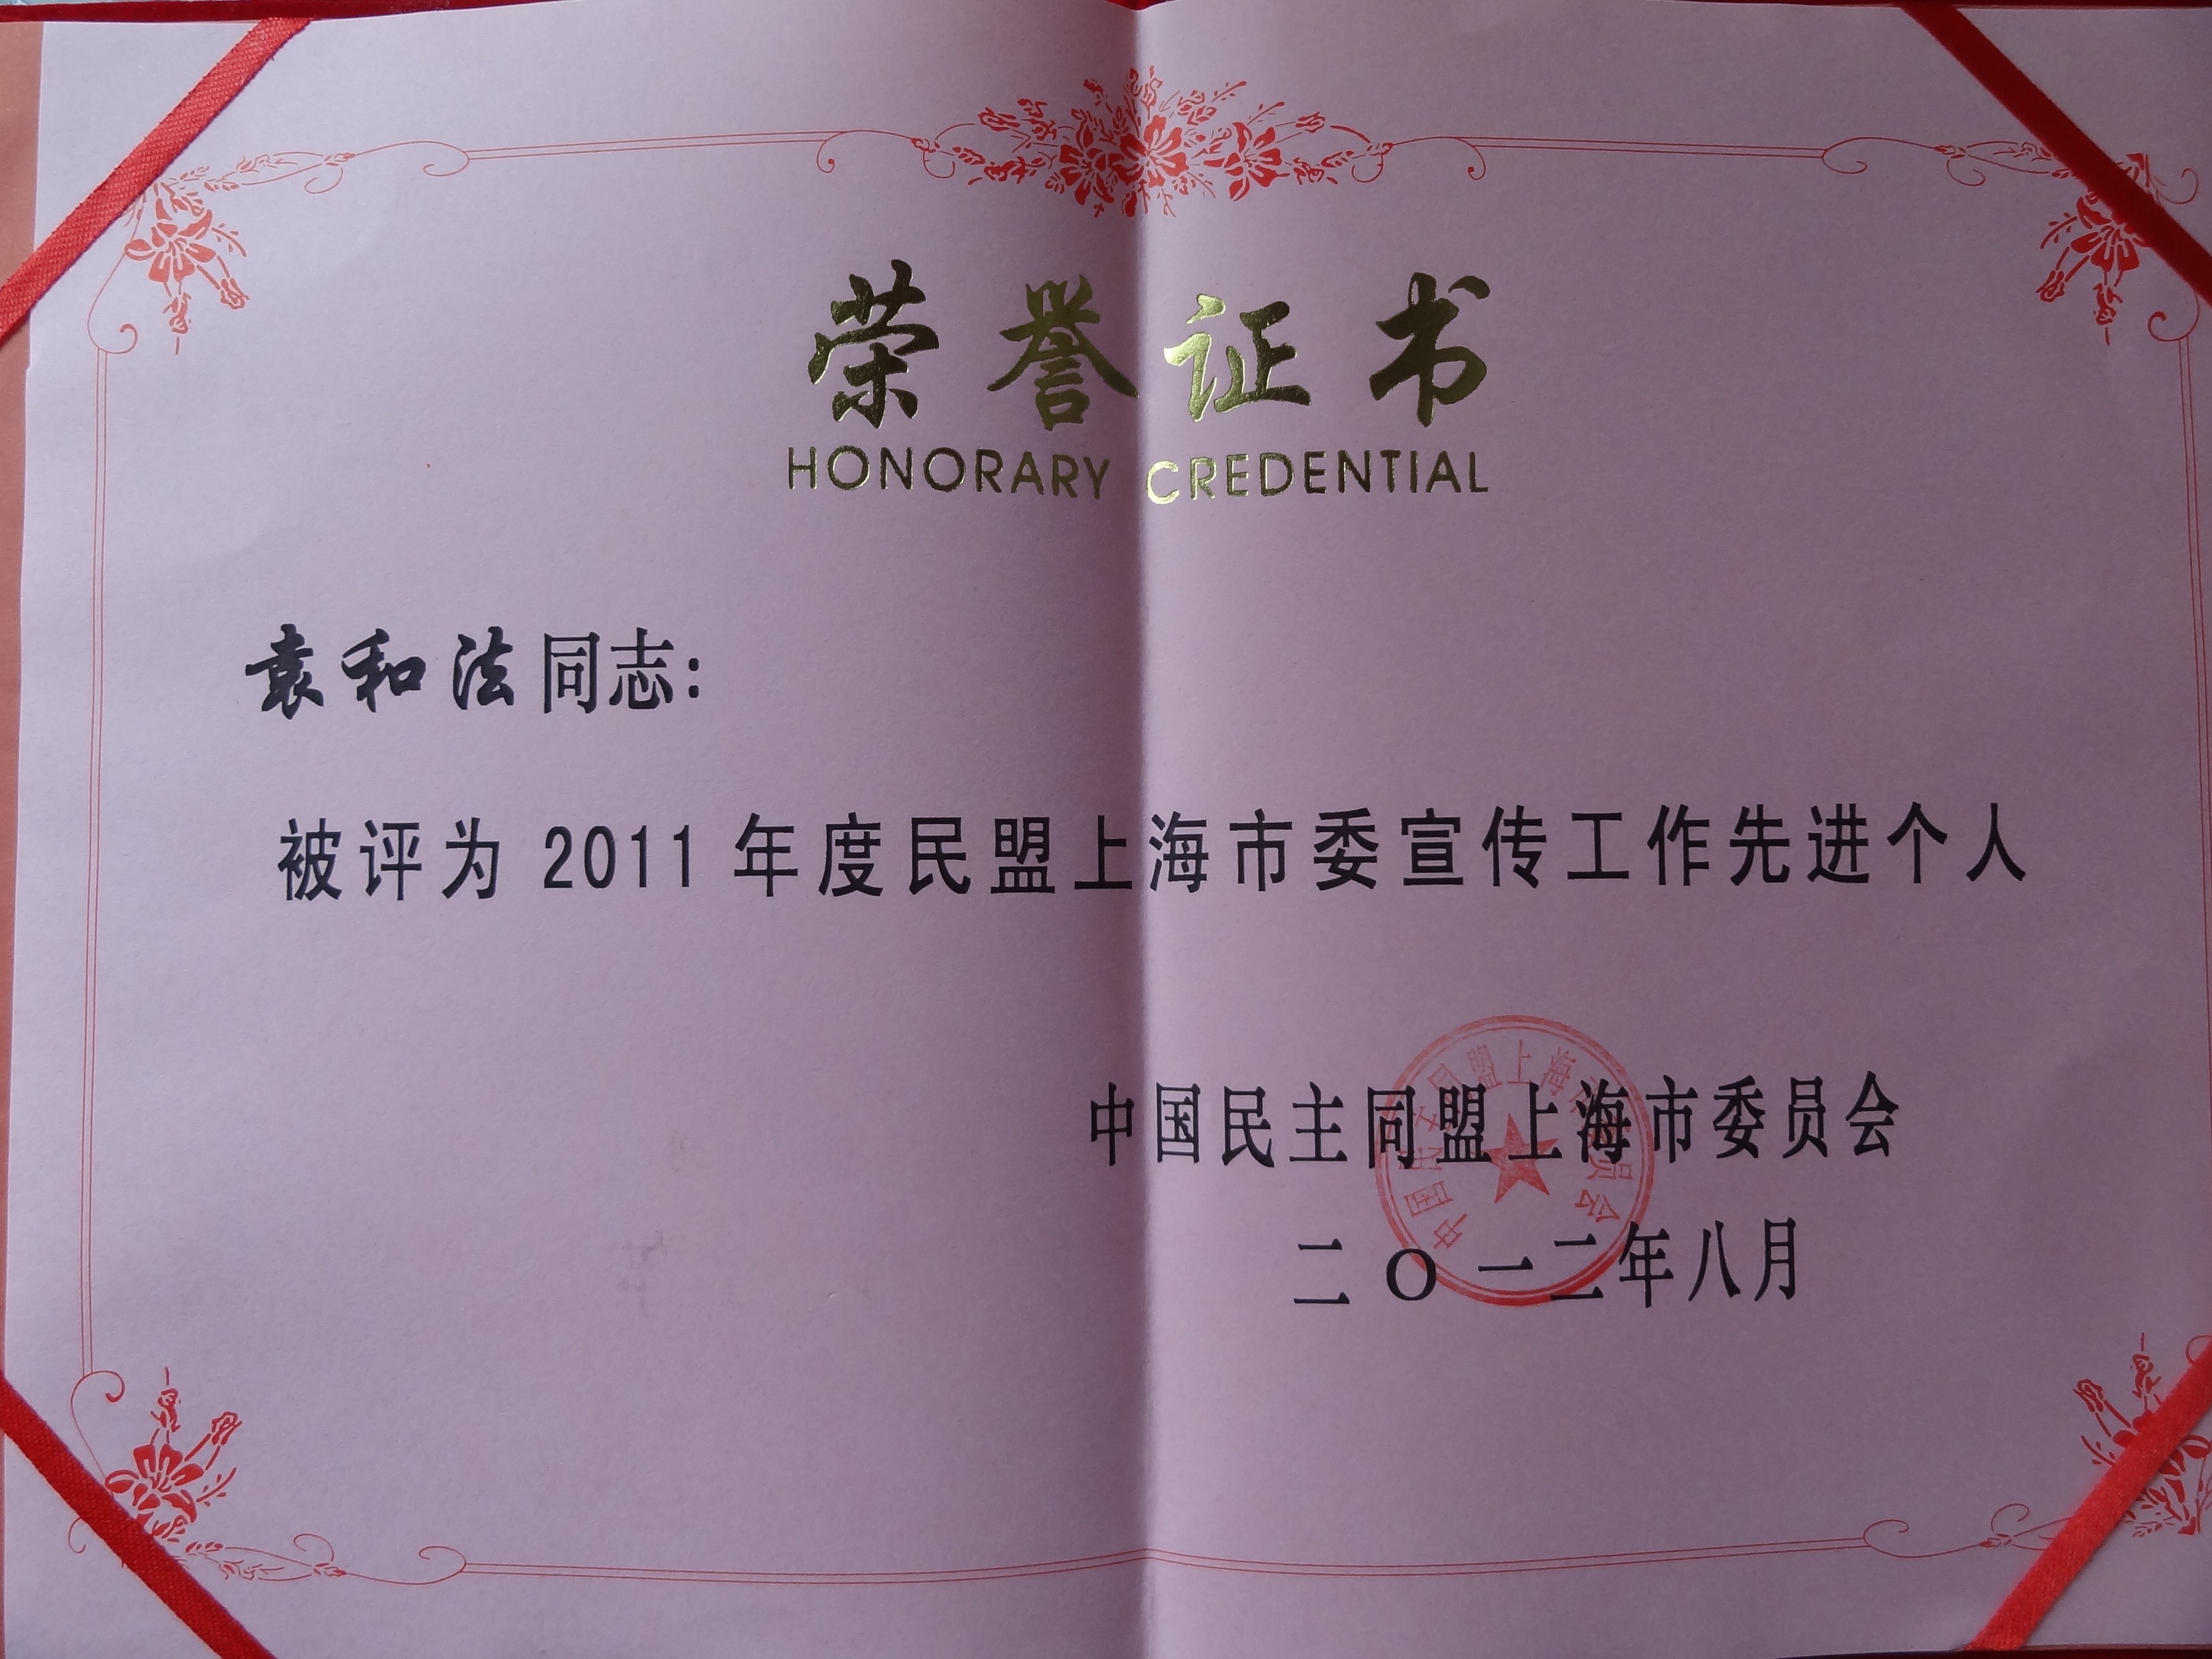 荣誉证书
HONORARY CREDENTIAL
袁和法同志:
被评为 2011 年度民盟上海市委宣传工作先进个人
中国民主同盟上海市委员会
二〇一二年八月